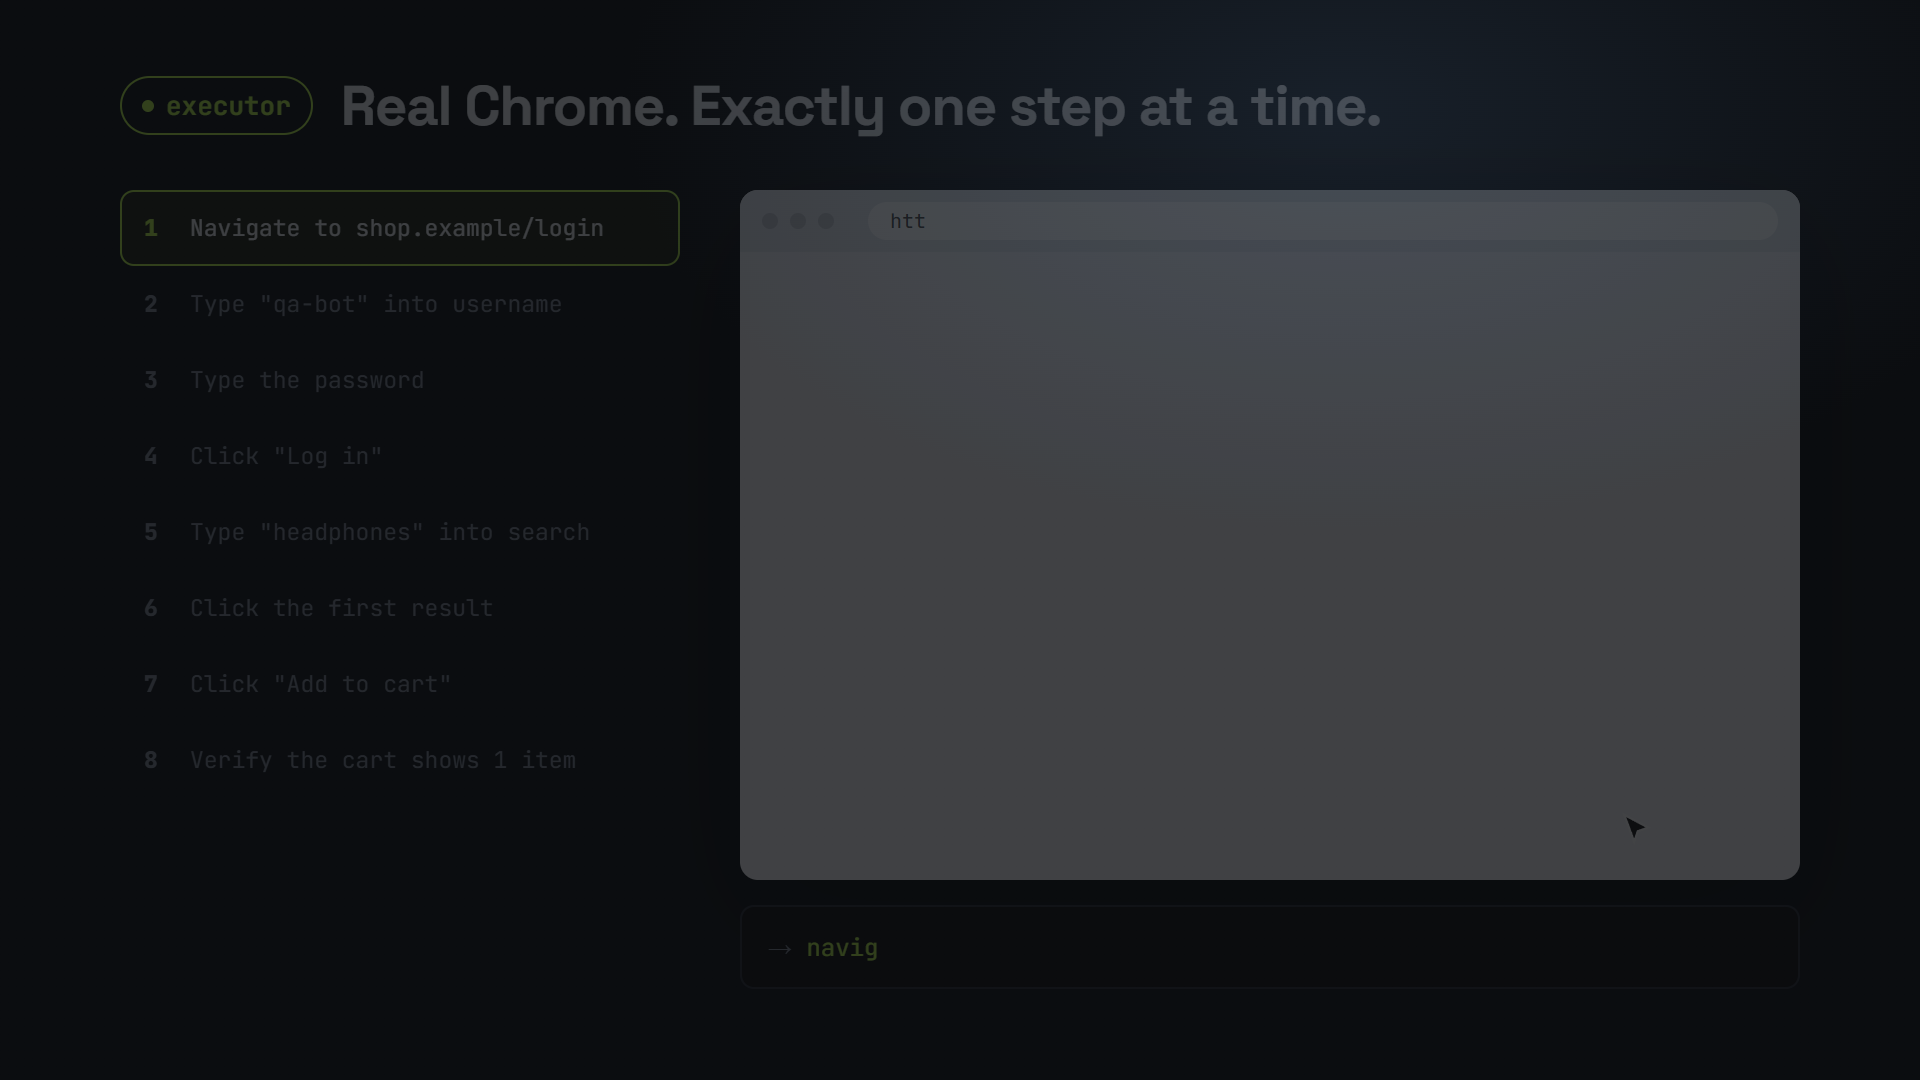 executor
Real Chrome. Exactly one step at a time.
1 Navigate to shop.example/login
2 Type "qa-bot" into username
3 Type the password
4 Click "Log in"
5 Type "headphones" into search
6 Click the first result
7 Click "Add to cart"
8 Verify the cart shows 1 item
htt
→ navig